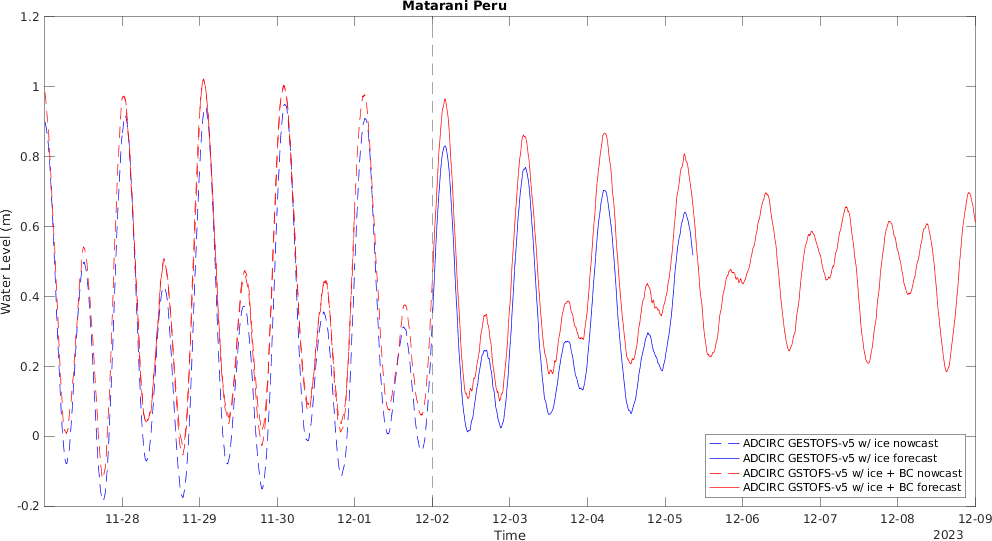 Matarani Peru
1.2
1
0.8
0.6
0.4
0.2
0
-0.2
Water Level (m)
11-28 11-29 11-30 12-01 12-02 12-03 12-04 12-05 12-06 12-07 12-08 12-09
Time
2023
ADCIRC GESTOFS-v5 w/ ice nowcast
ADCIRC GESTOFS-v5 w/ ice forecast
ADCIRC GSTOFS-v5 w/ ice + BC nowcast
ADCIRC GSTOFS-v5 w/ ice + BC forecast